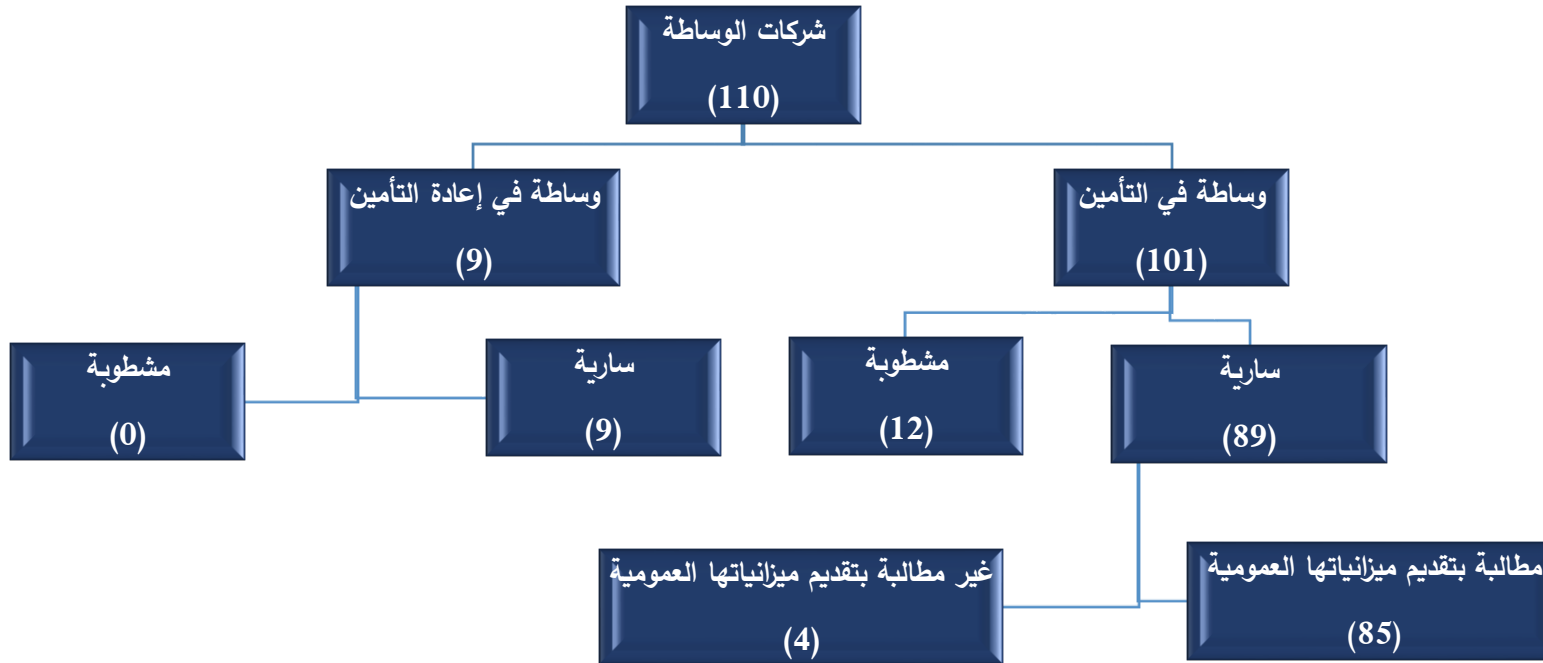 شركات الوساطة
(110)
وساطة في التأمين
(101)
وساطة في إعادة التأمين
(9)
سارية
(89)
مشطوبة
(12)
سارية
(9)
مشطوبة
(0)
مطالبة بتقديم ميزانياتها العمومية
(85)
غير مطالبة بتقديم ميزانياتها العمومية
(4)